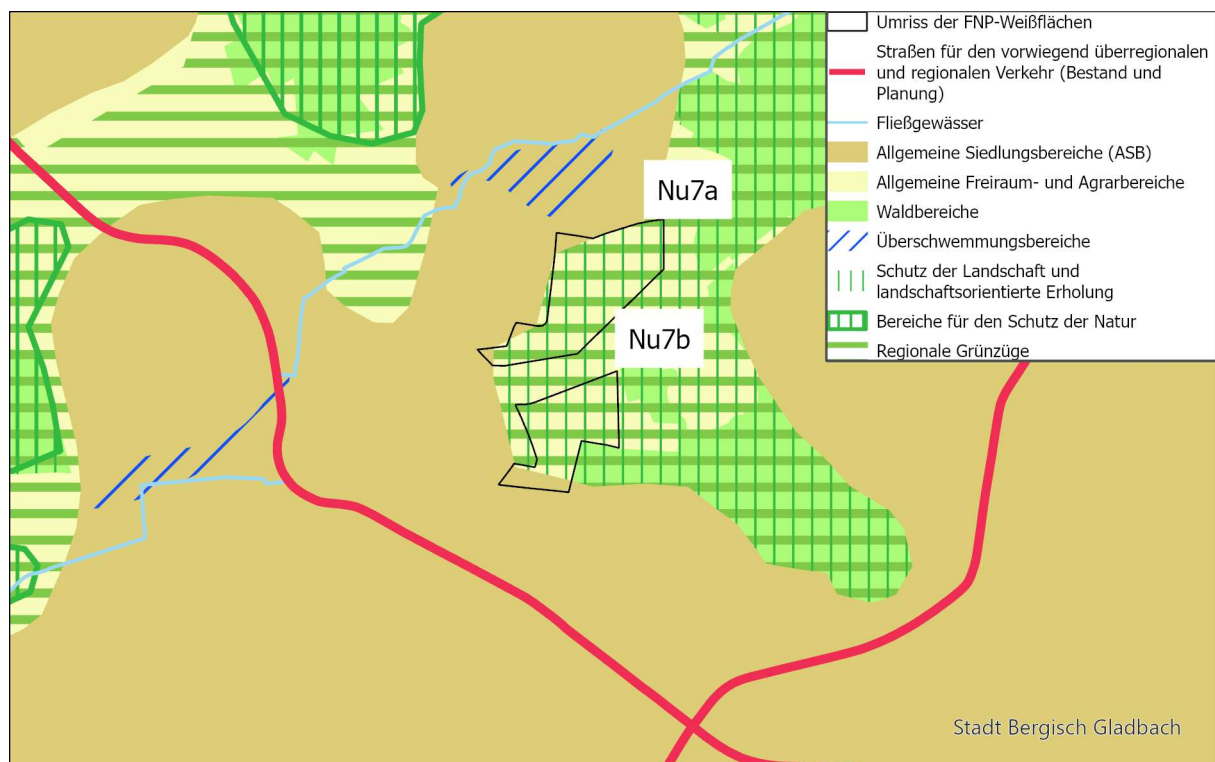 Umriss der FNP-Weißflächen
Straßen für den vorwiegend überregionalen
und regionalen Verkehr (Bestand und
Planung)
Fließgewässer
Allgemeine Siedlungsbereiche (ASB)
Allgemeine Freiraum- und Agrarbereiche
Waldbereiche
Überschwemmungsbereiche
Schutz der Landschaft und
landschaftsorientierte Erholung
Bereiche für den Schutz der Natur
Regionale Grünzüge
Nu7a
Nu7b
Stadt Bergisch Gladbach